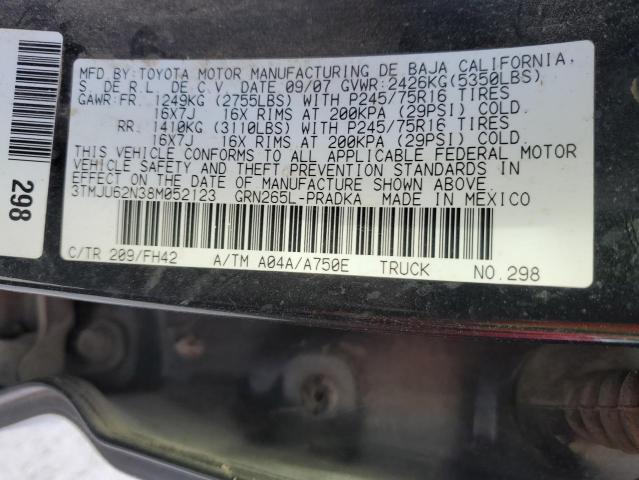 MFD.BY:TOYOTA MOTOR MANUFACTURING DE BAJA CALIFORNIA,
S. DE R.L. DE C.V. DATE 09/07 GVWR:2426KG(5350LBS)
GAWR:FR. 1249KG (2755LBS) WITH P245/75R16 TIRES
16X7J 16X RIMS AT 200KPA (29PSI) COLD.
RR. 1410KG (3110LBS) WITH P245/75R16 TIRES
16X7J 16X RIMS AT 200KPA (29PSI) COLD.
THIS VEHICLE CONFORMS TO ALL APPLICABLE FEDERAL MOTOR
VEHICLE SAFETY AND THEFT PREVENTION STANDARDS IN
EFFECT ON THE DATE OF MANUFACTURE SHOWN ABOVE.
3TMJU62N38M052123 GRN265L-PRADKA MADE IN MEXICO
C/TR 209/FH42 A/TM A04A/A750E TRUCK NO.298
298